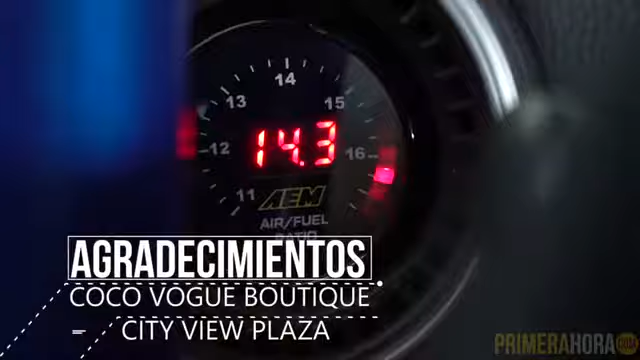 14
13
15
14.3
12
16
11
AEM
AIR/FUEL
RATIO
AGRADECIMIENTOS
COCO VOGUE BOUTIQUE
CITY VIEW PLAZA
PRIMERAHORA